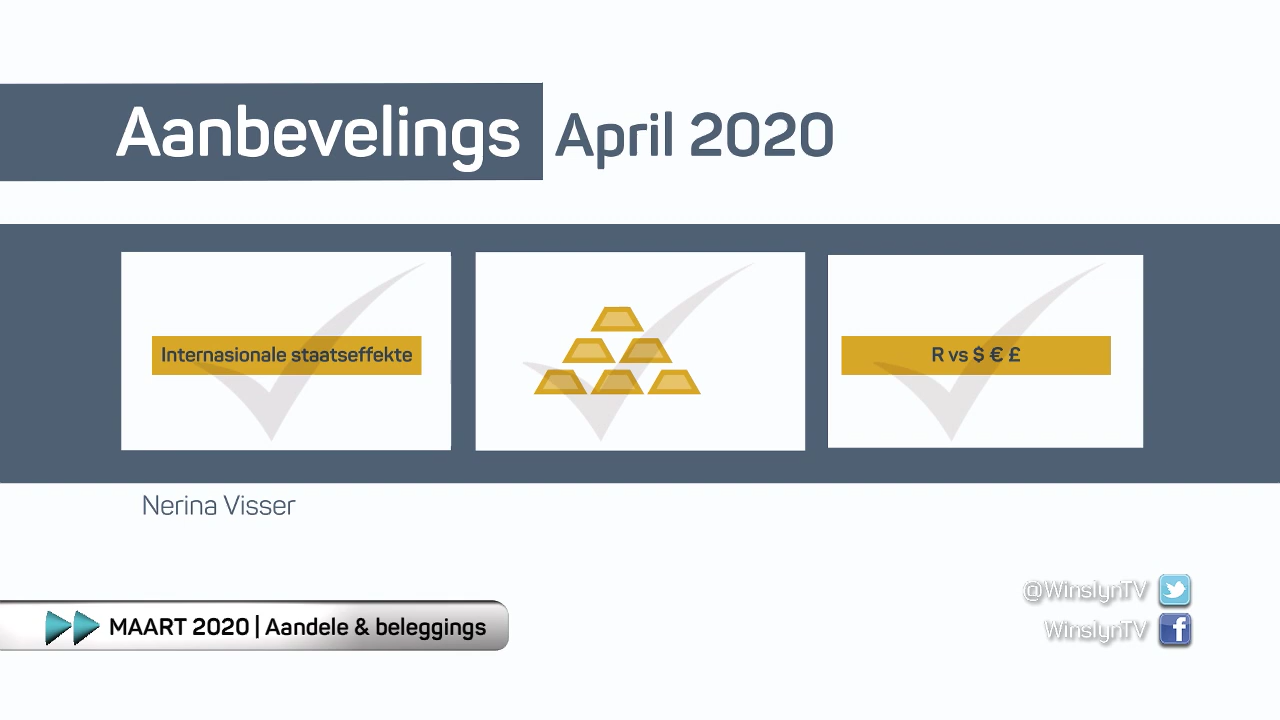 Aanbevelings April 2020
Internasionale staatseffekte
R vs $ € £
Nerina Visser
MAART 2020 | Aandele & beleggings
@WinslynTV
WinslynTV